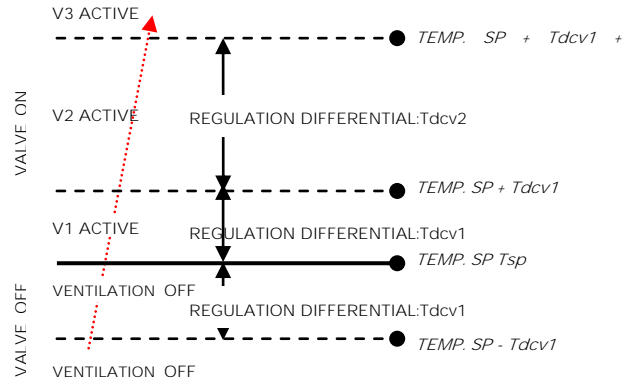 V3 ACTIVE
TEMP. SP + Tdcv1 +
V2 ACTIVE
REGULATION DIFFERENTIAL:Tdcv2
VALVE ON
TEMP. SP + Tdcv1
V1 ACTIVE
REGULATION DIFFERENTIAL:Tdcv1
TEMP. SP Tsp
VENTILATION OFF
REGULATION DIFFERENTIAL:Tdcv1
VALVE OFF
TEMP. SP - Tdcv1
VENTILATION OFF